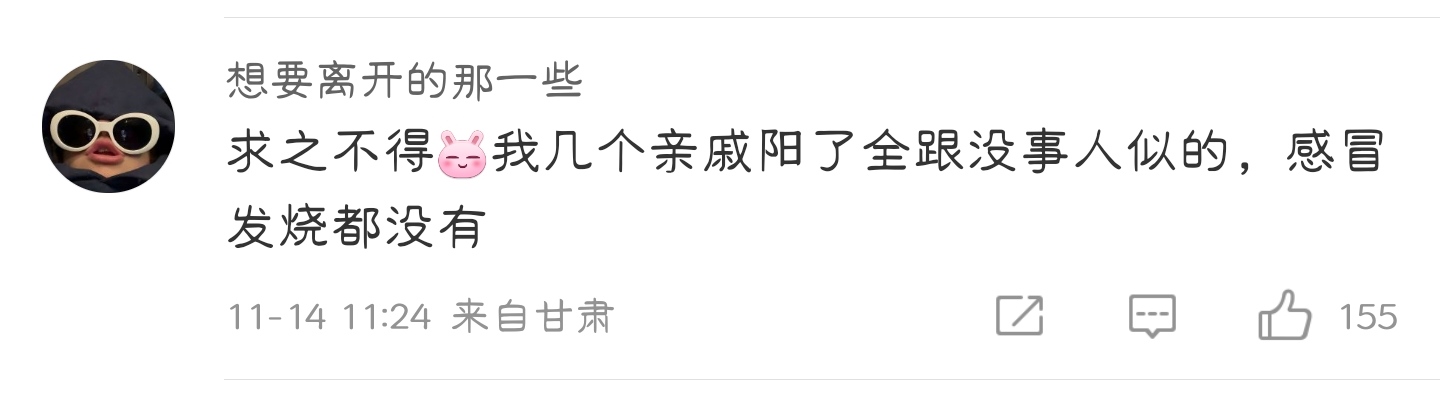 想要离开的那一些
求之不得我几个亲戚阳了全跟没事人似的，感冒
发烧都没有
11-14 11:24 来自甘肃
155